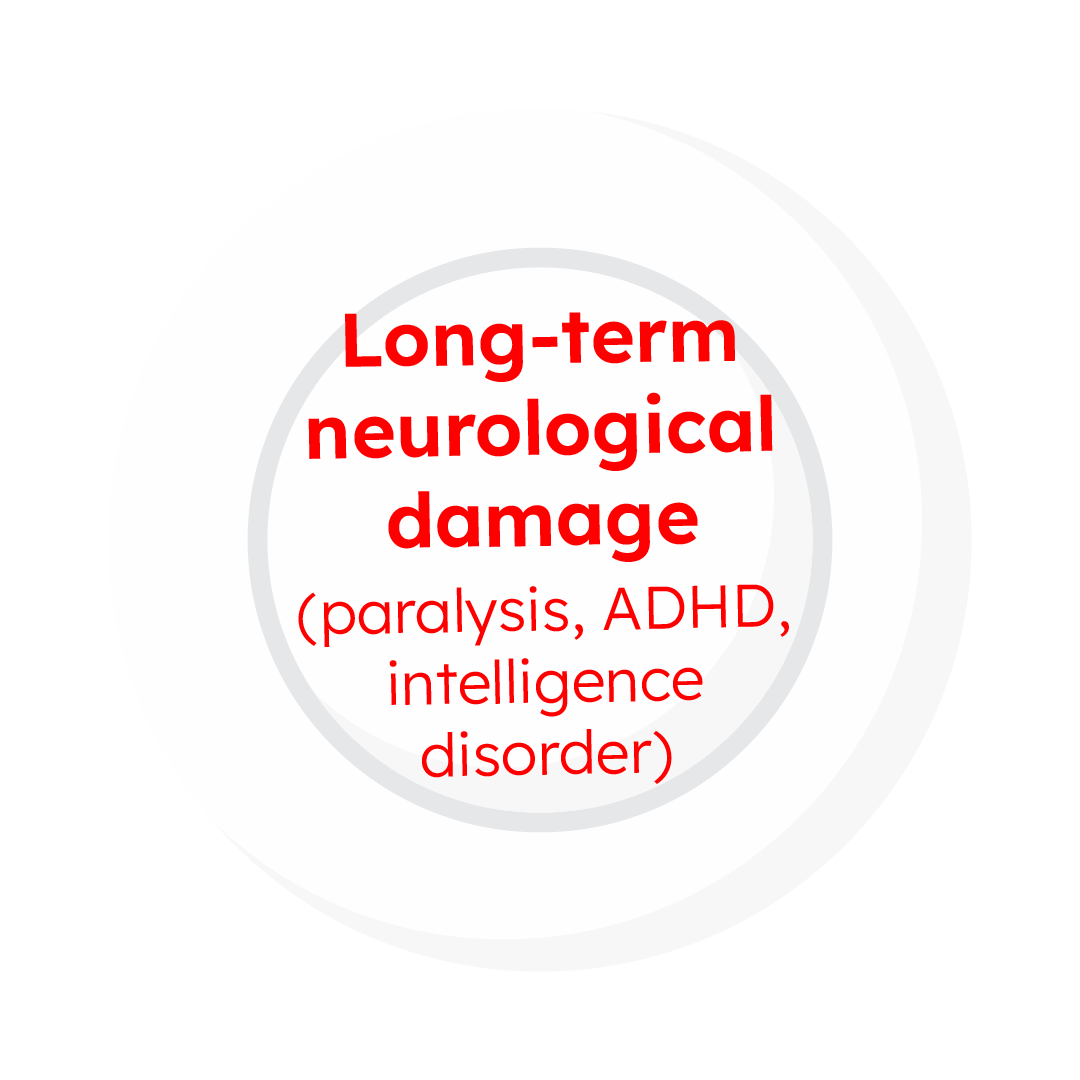 Long-term
neurological
damage
(paralysis, ADHD,
intelligence
disorder)